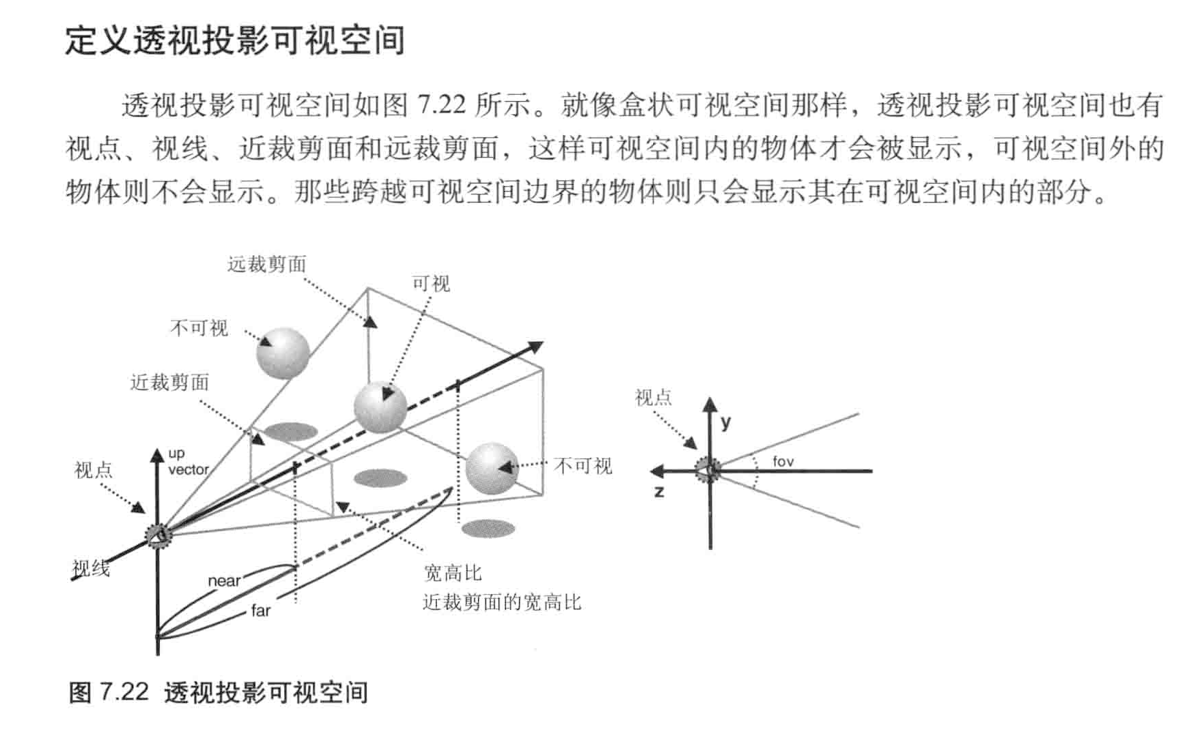 定义透视投影可视空间
透视投影可视空间如图 7.22 所示。就像盒状可视空间那样，透视投影可视空间也有
视点、视线、近裁剪面和远裁剪面，这样可视空间内的物体才会被显示，可视空间外的
物体则不会显示。那些跨越可视空间边界的物体则只会显示其在可视空间内的部分。
远裁剪面
可视
不可视
近裁剪面
视点
up
vector
视线
near
far
不可视
宽高比
近裁剪面的宽高比
视点
y
fov
z
图 7.22 透视投影可视空间